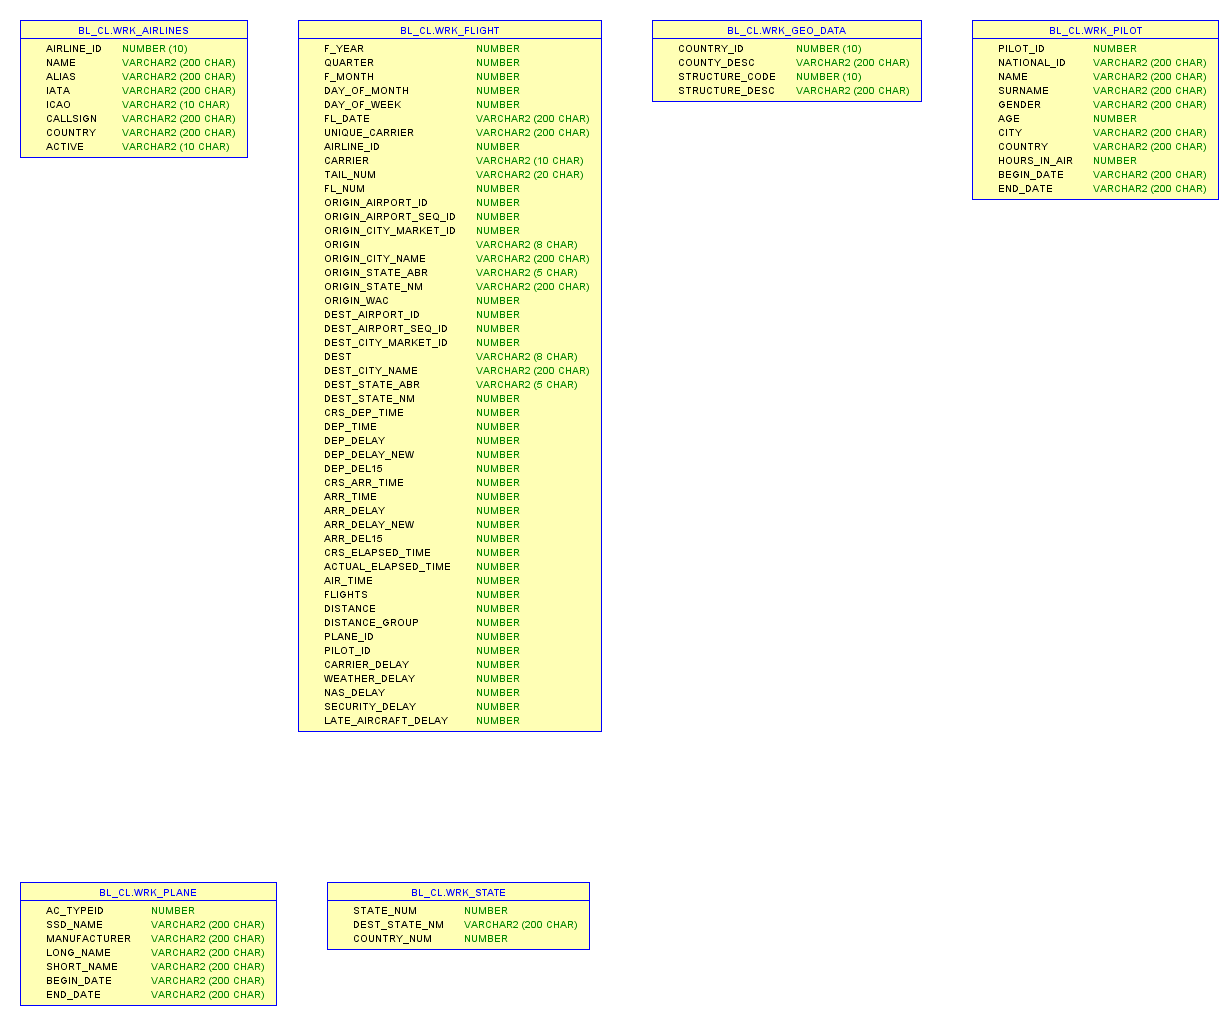 BL_CL.WRK_AIRLINES
AIRLINE_ID NUMBER (10)
NAME VARCHAR2 (200 CHAR)
ALIAS VARCHAR2 (200 CHAR)
IATA VARCHAR2 (200 CHAR)
ICAO VARCHAR2 (10 CHAR)
CALLSIGN VARCHAR2 (200 CHAR)
COUNTRY VARCHAR2 (200 CHAR)
ACTIVE VARCHAR2 (10 CHAR)
BL_CL.WRK_FLIGHT
F_YEAR NUMBER
QUARTER NUMBER
F_MONTH NUMBER
DAY_OF_MONTH NUMBER
DAY_OF_WEEK NUMBER
FL_DATE VARCHAR2 (200 CHAR)
UNIQUE_CARRIER VARCHAR2 (200 CHAR)
AIRLINE_ID NUMBER
CARRIER VARCHAR2 (10 CHAR)
TAIL_NUM VARCHAR2 (20 CHAR)
FL_NUM NUMBER
ORIGIN_AIRPORT_ID NUMBER
ORIGIN_AIRPORT_SEQ_ID NUMBER
ORIGIN_CITY_MARKET_ID NUMBER
ORIGIN VARCHAR2 (8 CHAR)
ORIGIN_CITY_NAME VARCHAR2 (200 CHAR)
ORIGIN_STATE_ABR VARCHAR2 (5 CHAR)
ORIGIN_STATE_NM VARCHAR2 (200 CHAR)
ORIGIN_WAC NUMBER
DEST_AIRPORT_ID NUMBER
DEST_AIRPORT_SEQ_ID NUMBER
DEST_CITY_MARKET_ID NUMBER
DEST VARCHAR2 (8 CHAR)
DEST_CITY_NAME VARCHAR2 (200 CHAR)
DEST_STATE_ABR VARCHAR2 (5 CHAR)
DEST_STATE_NM NUMBER
CRS_DEP_TIME NUMBER
DEP_TIME NUMBER
DEP_DELAY NUMBER
DEP_DELAY_NEW NUMBER
DEP_DEL15 NUMBER
CRS_ARR_TIME NUMBER
ARR_TIME NUMBER
ARR_DELAY NUMBER
ARR_DELAY_NEW NUMBER
ARR_DEL15 NUMBER
CRS_ELAPSED_TIME NUMBER
ACTUAL_ELAPSED_TIME NUMBER
AIR_TIME NUMBER
FLIGHTS NUMBER
DISTANCE NUMBER
DISTANCE_GROUP NUMBER
PLANE_ID NUMBER
PILOT_ID NUMBER
CARRIER_DELAY NUMBER
WEATHER_DELAY NUMBER
NAS_DELAY NUMBER
SECURITY_DELAY NUMBER
LATE_AIRCRAFT_DELAY NUMBER
BL_CL.WRK_GEO_DATA
COUNTRY_ID NUMBER (10)
COUNTY_DESC VARCHAR2 (200 CHAR)
STRUCTURE_CODE NUMBER (10)
STRUCTURE_DESC VARCHAR2 (200 CHAR)
BL_CL.WRK_PILOT
PILOT_ID NUMBER
NATIONAL_ID VARCHAR2 (200 CHAR)
NAME VARCHAR2 (200 CHAR)
SURNAME VARCHAR2 (200 CHAR)
GENDER VARCHAR2 (200 CHAR)
AGE NUMBER
CITY VARCHAR2 (200 CHAR)
COUNTRY VARCHAR2 (200 CHAR)
HOURS_IN_AIR NUMBER
BEGIN_DATE VARCHAR2 (200 CHAR)
END_DATE VARCHAR2 (200 CHAR)
BL_CL.WRK_PLANE
AC_TYPEID NUMBER
SSD_NAME VARCHAR2 (200 CHAR)
MANUFACTURER VARCHAR2 (200 CHAR)
LONG_NAME VARCHAR2 (200 CHAR)
SHORT_NAME VARCHAR2 (200 CHAR)
BEGIN_DATE VARCHAR2 (200 CHAR)
END_DATE VARCHAR2 (200 CHAR)
BL_CL.WRK_STATE
STATE_NUM NUMBER
DEST_STATE_NM VARCHAR2 (200 CHAR)
COUNTRY_NUM NUMBER